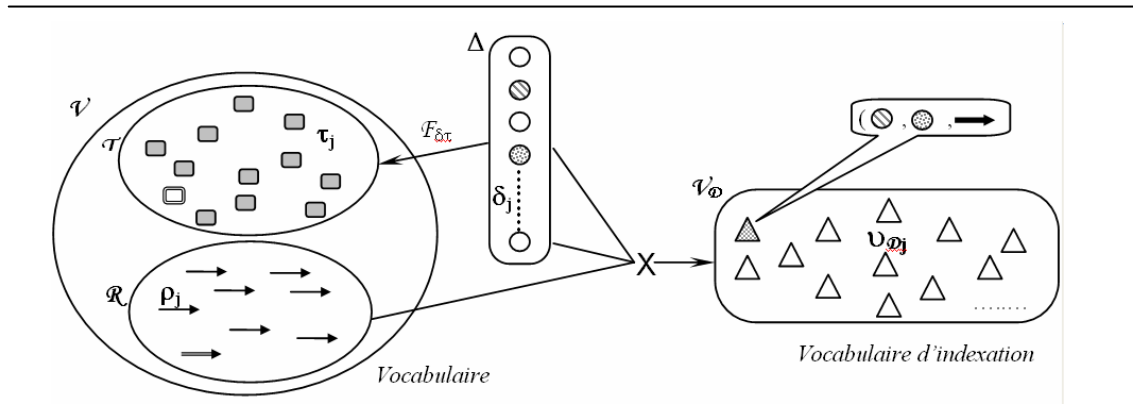 Δ
𝒱
𝒯
τj
ℱδτ
( , , 
δj
𝒱𝒟
υ𝒟j
X
ℛ
ρj
........
Vocabulaire
Vocabulaire d’indexation